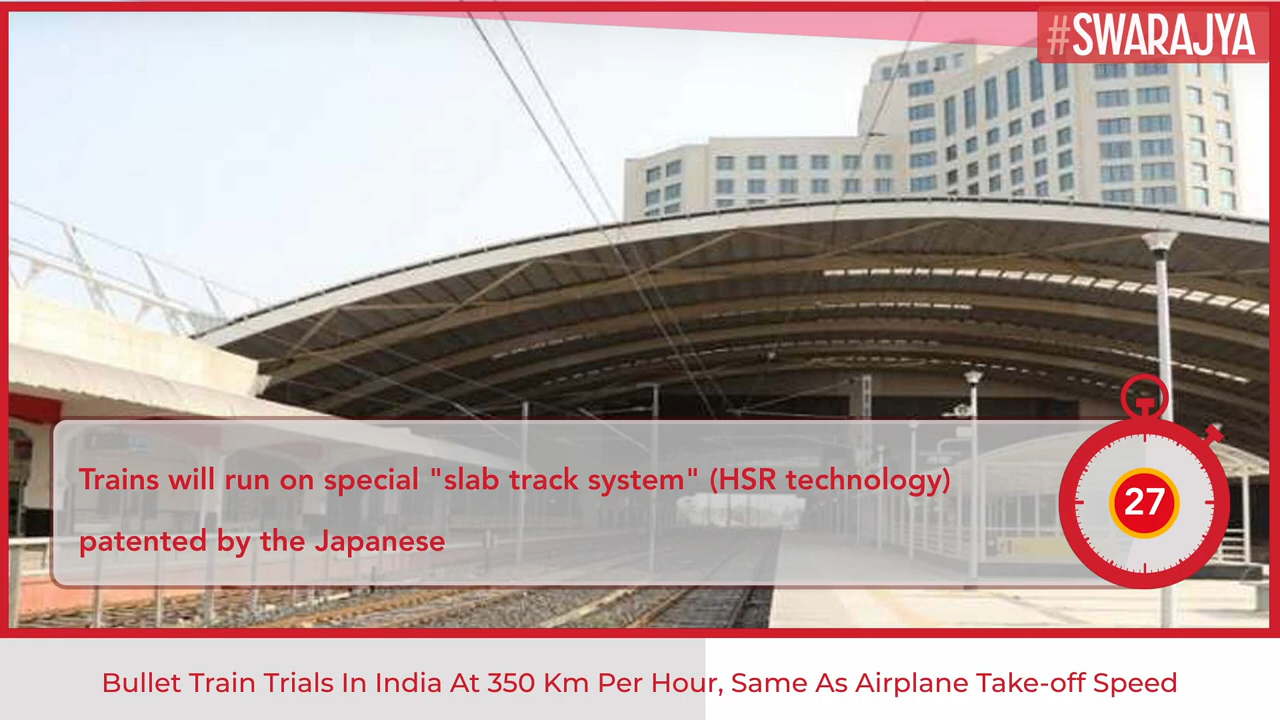 #SWARAJYA
Trains will run on special "slab track system" (HSR technology)
patented by the Japanese
27
Bullet Train Trials In India At 350 Km Per Hour, Same As Airplane Take-off Speed